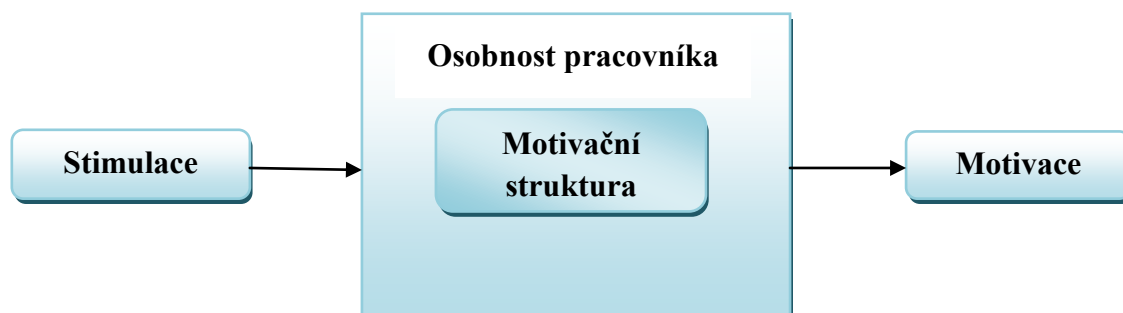 Osobnost pracovníka
Stimulace
Motivační
struktura
Motivace